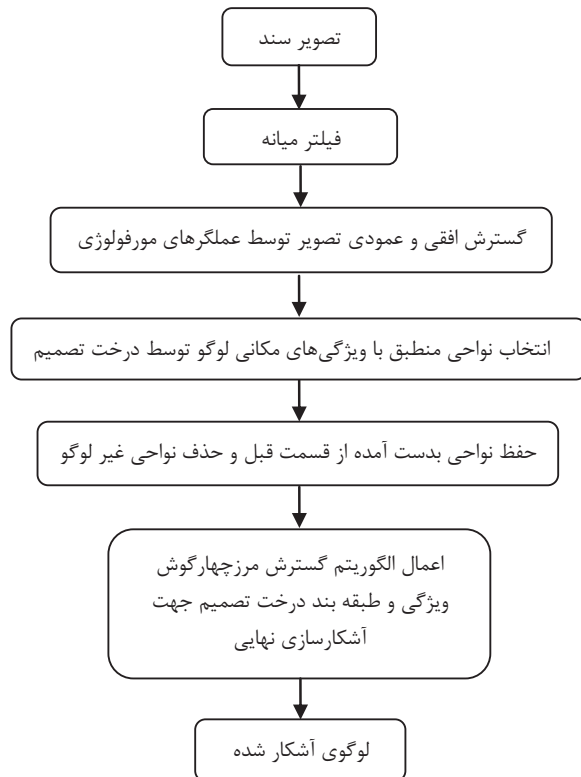 تصویر سند
فیلتر میانه
گسترش افقی و عمودی تصویر توسط عملگرهای مورفولوژی
انتخاب نواحی منطبق با ویژگی‌های مکانی لوگو توسط درخت تصمیم
حفظ نواحی بدست آمده از قسمت قبل و حذف نواحی غیر لوگو
اعمال الگوریتم گسترش مرزچهارگوش
ویژگی و طبقه بند درخت تصمیم جهت
آشکارسازی نهایی
لوگوی آشکار شده